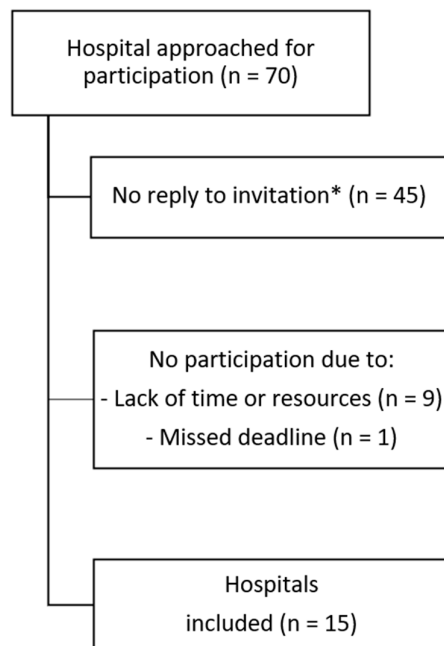 Hospital approached for
participation (n = 70)
No reply to invitation* (n = 45)
No participation due to:
- Lack of time or resources (n = 9)
- Missed deadline (n = 1)
Hospitals
included (n = 15)